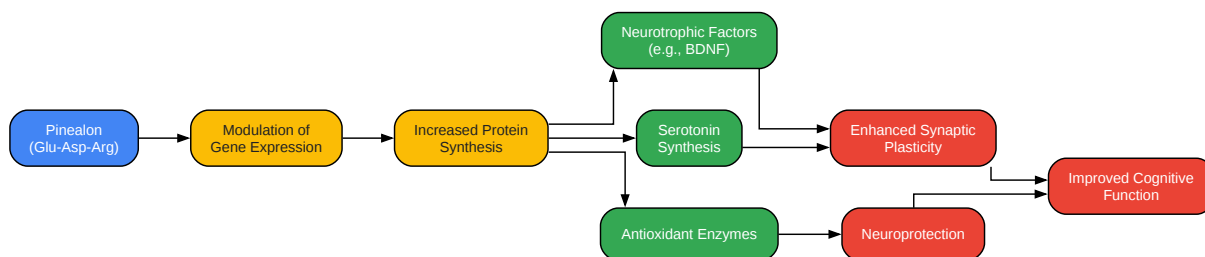 Neurotrophic Factors
(e.g., BDNF)
Pinealon
(Glu-Asp-Arg)
Modulation of
Gene Expression
Increased Protein
Synthesis
Serotonin
Synthesis
Enhanced Synaptic
Plasticity
Improved Cognitive
Function
Antioxidant Enzymes
Neuroprotection